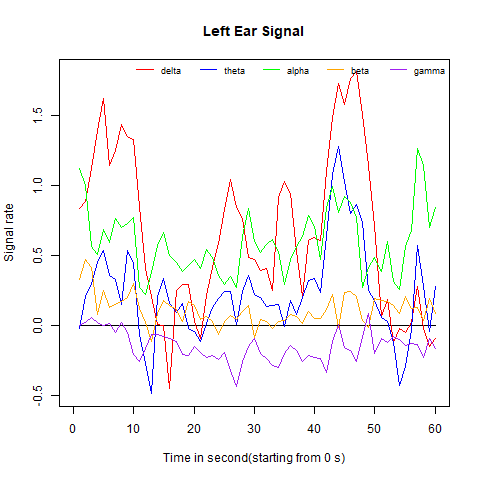 Left Ear Signal
delta theta alpha beta gamma
Signal rate
-0.5 0.0 0.5 1.0 1.5
0 10 20 30 40 50 60
Time in second(starting from 0 s)